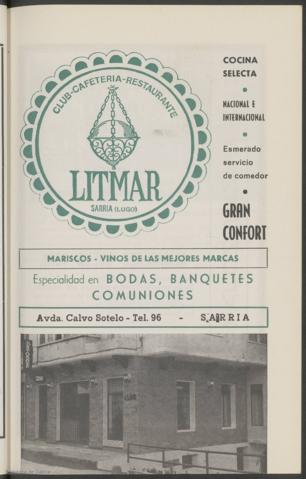 CLUB-CAFETERIA-RESTAURANTE
LITMAR
SARRIA (LUGO)
COCINA
SELECTA
NACIONAL E
INTERNACIONAL
Esmerado
servicio
de comedor
GRAN
CONFORT
MARISCOS - VINOS DE LAS MEJORES MARCAS
Especialidad en BODAS, BANQUETES
COMUNIONES
Avda. Calvo Sotelo - Tel. 96 - SARRIA